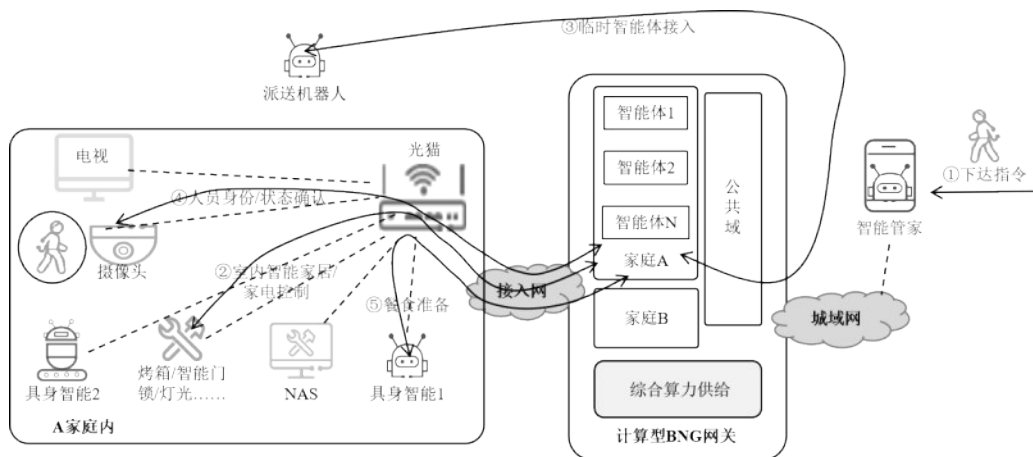 ③临时智能体接入
派送机器人
电视
光猫
④人员身份/状态确认
摄像头
②室内智能家居/
家电控制
⑤餐食准备
具身智能2
烤箱/智能门
锁/灯光……
NAS
具身智能1
A家庭内
接入网
智能体1
智能体2
智能体N
家庭A
家庭B
公共域
综合算力供给
计算型BNG网关
城域网
①下达指令
智能管家